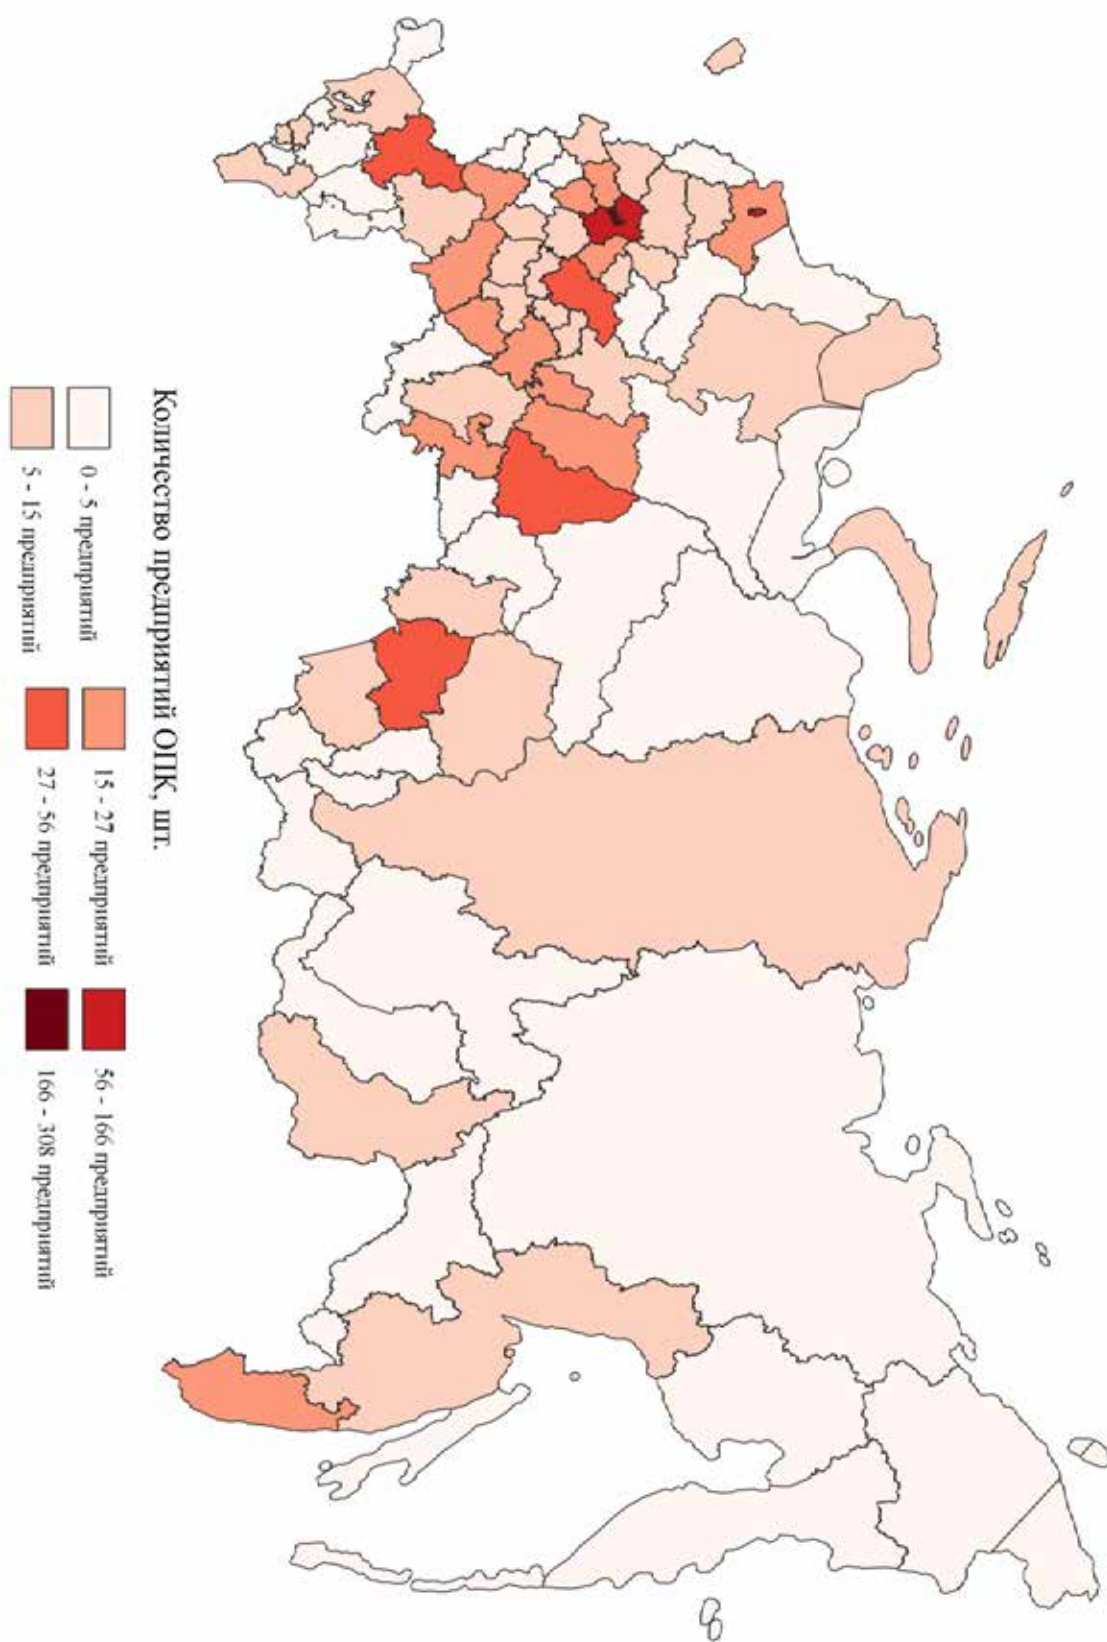 Количество предприятий ОПК, шт.
0 - 5 предприятий
15 - 27 предприятий
56 - 166 предприятий
5 - 15 предприятий
27 - 56 предприятий
166 - 308 предприятий